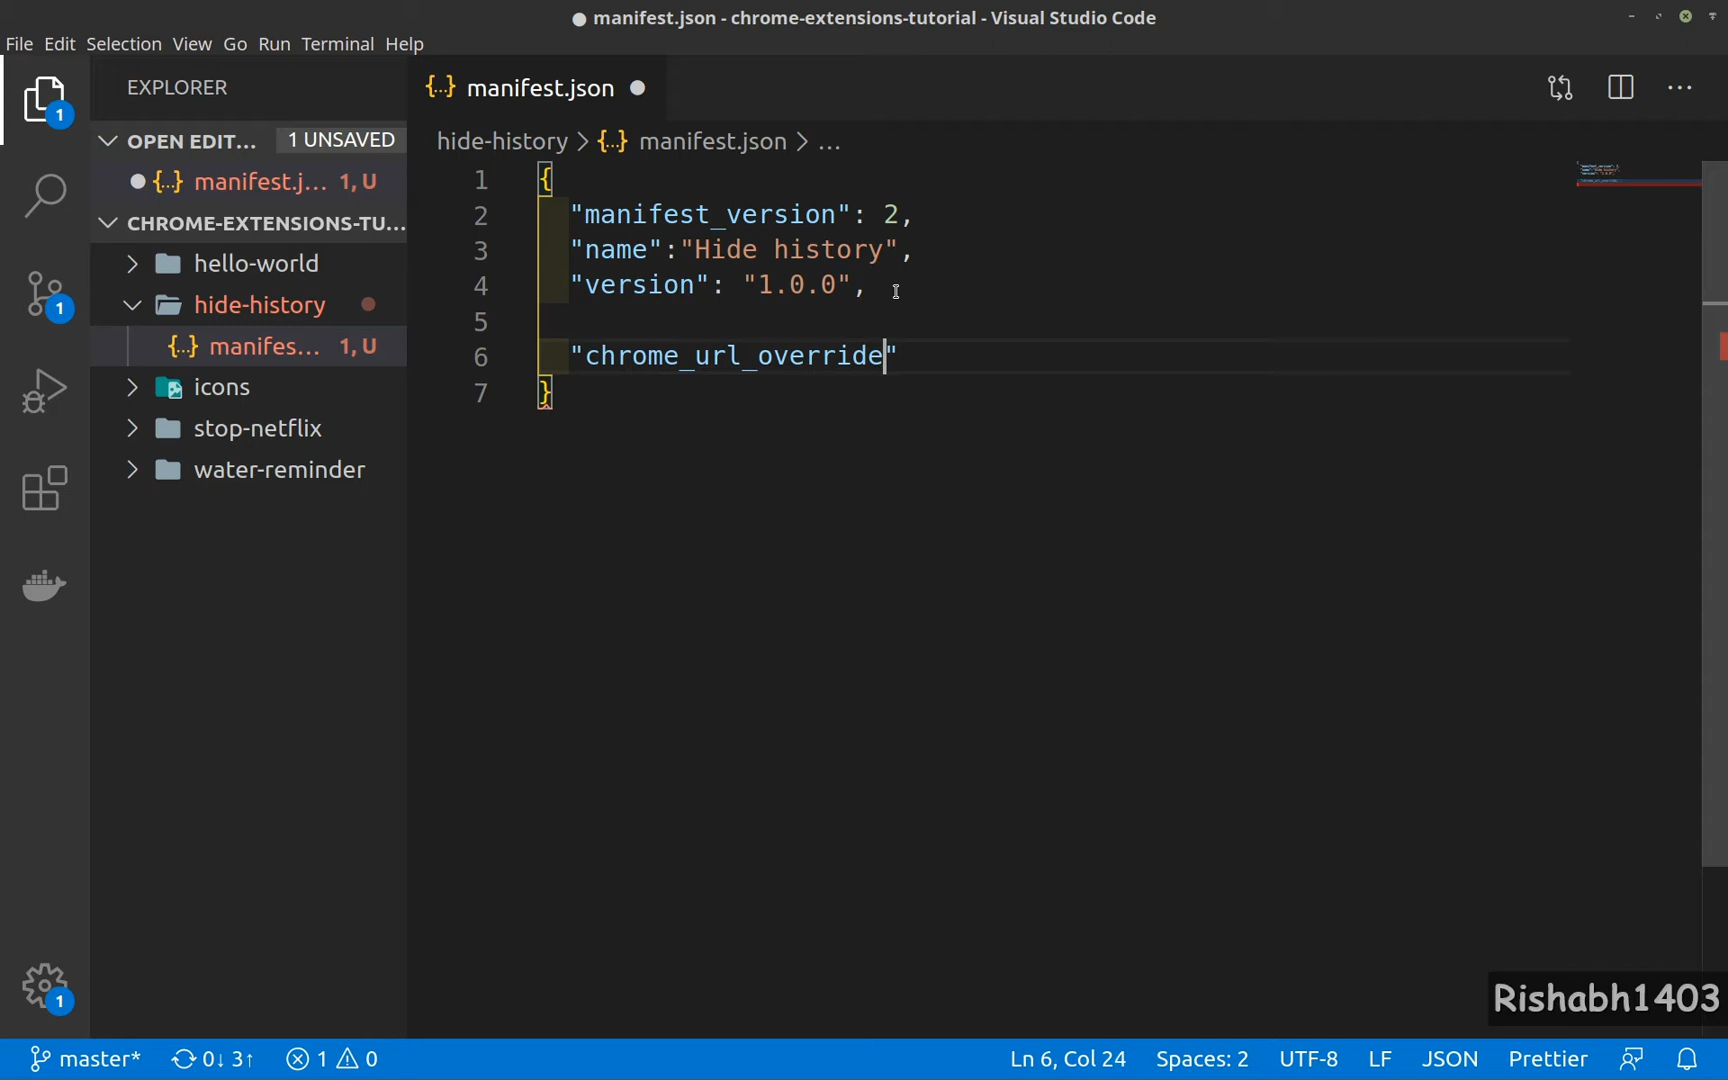 ● manifest.json - chrome-extensions-tutorial - Visual Studio Code
File Edit Selection View Go Run Terminal Help
EXPLORER
{..} manifest.json ●
OPEN EDIT... 1 UNSAVED
hide-history > {..} manifest.json > ...
● {..} manifest.j... 1, U
CHROME-EXTENSIONS-TU...
hello-world
hide-history
{..} manifes... 1, U
icons
stop-netflix
water-reminder
1 {
2 "manifest_version": 2,
3 "name":"Hide history",
4 "version": "1.0.0",
5
6 "chrome_url_override"
7 }
1
1
1
Rishabh1403
master* 0↓ 3↑ 1 0 Ln 6, Col 24 Spaces: 2 UTF-8 LF JSON Prettier